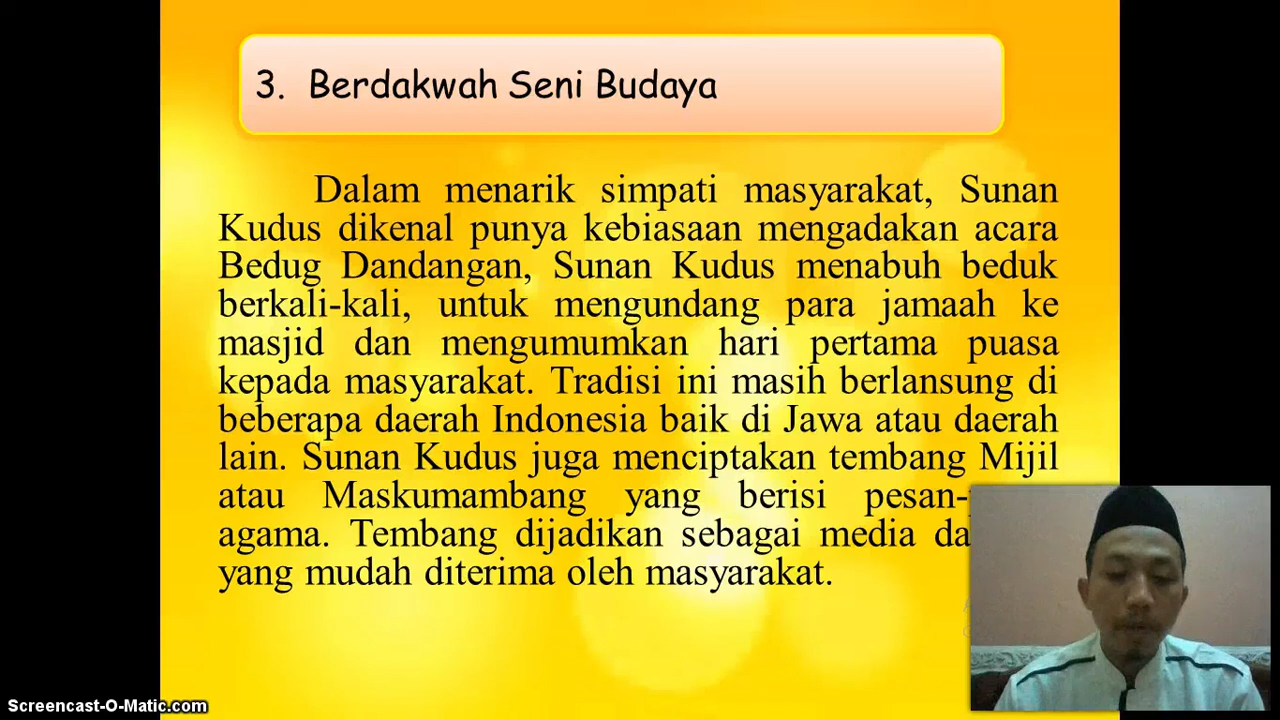 3. Berdakwah Seni Budaya
Dalam menarik simpati masyarakat, Sunan
Kudus dikenal punya kebiasaan mengadakan acara
Bedug Dandangan, Sunan Kudus menabuh beduk
berkali-kali, untuk mengundang para jamaah ke
masjid dan mengumumkan hari pertama puasa
kepada masyarakat. Tradisi ini masih berlansung di
beberapa daerah Indonesia baik di Jawa atau daerah
lain. Sunan Kudus juga menciptakan tembang Mijil
atau Maskumambang yang berisi pesan-
agama. Tembang dijadikan sebagai media
yang mudah diterima oleh masyarakat.
Screencast-O-Matic.com